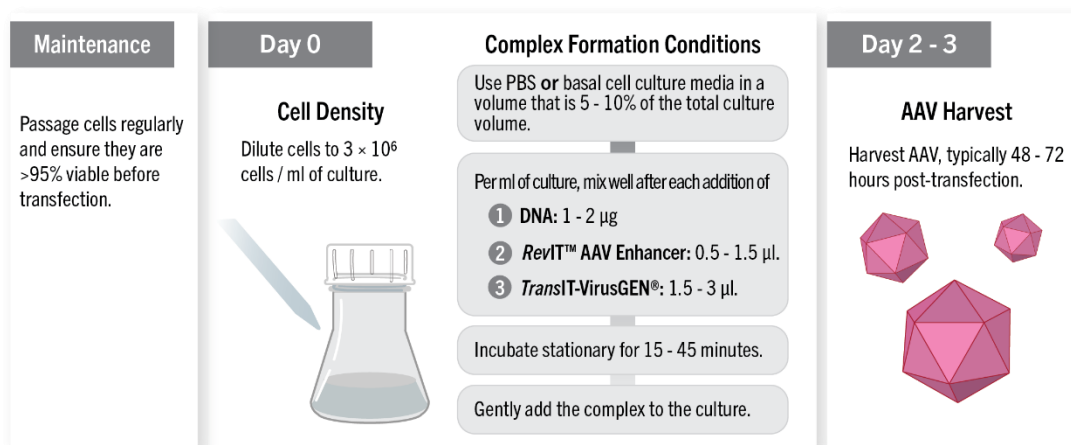 Maintenance
Passage cells regularly
and ensure they are
>95% viable before
transfection.
Day 0
Cell Density
Dilute cells to 3 × 10⁶
cells / ml of culture.
Complex Formation Conditions
Use PBS or basal cell culture media in a
volume that is 5 - 10% of the total culture
volume.
Per ml of culture, mix well after each addition of
1 DNA: 1 - 2 µg
2 RevIT™ AAV Enhancer: 0.5 - 1.5 µl.
3 TransIT-VirusGEN®: 1.5 - 3 µl.
Incubate stationary for 15 - 45 minutes.
Gently add the complex to the culture.
Day 2 - 3
AAV Harvest
Harvest AAV, typically 48 - 72
hours post-transfection.